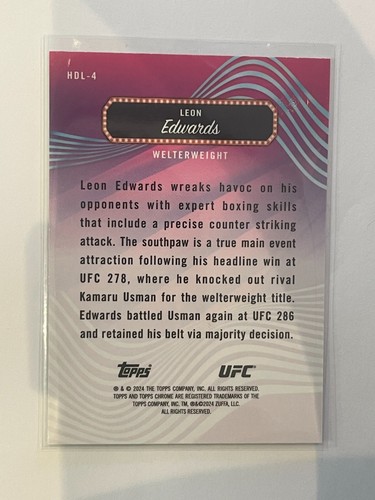 HDL-4
LEON
Edwards
WELTERWEIGHT
Leon Edwards wreaks havoc on his
opponents with expert boxing skills
that include a precise counter striking
attack. The southpaw is a true main event
attraction following his headline win at
UFC 278, where he knocked out rival
Kamaru Usman for the welterweight title.
Edwards battled Usman again at UFC 286
and retained his belt via majority decision.
Topps UFC
® & © 2024 THE TOPPS COMPANY, INC. ALL RIGHTS RESERVED.
TOPPS AND TOPPS CHROME ARE REGISTERED TRADEMARKS OF THE
TOPPS COMPANY, INC. TM, ®&©2024 ZUFFA, LLC.
ALL RIGHTS RESERVED.